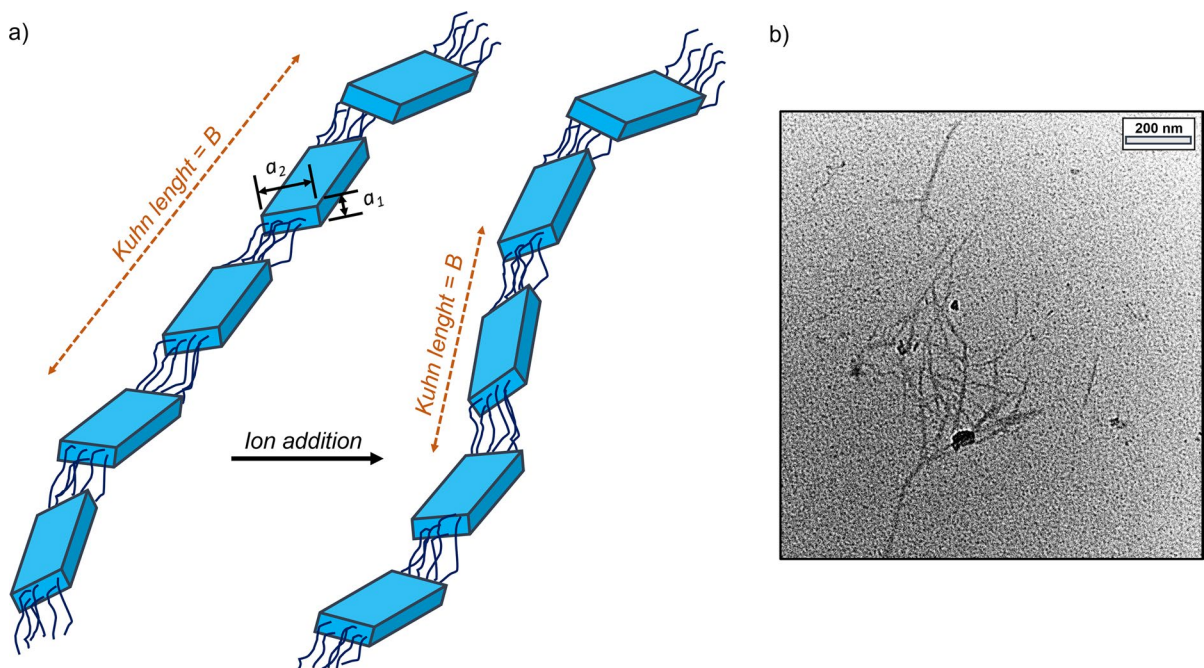 a)
b)
Kuhn lenght = B
a2
a1
Kuhn lenght = B
Ion addition
200 nm